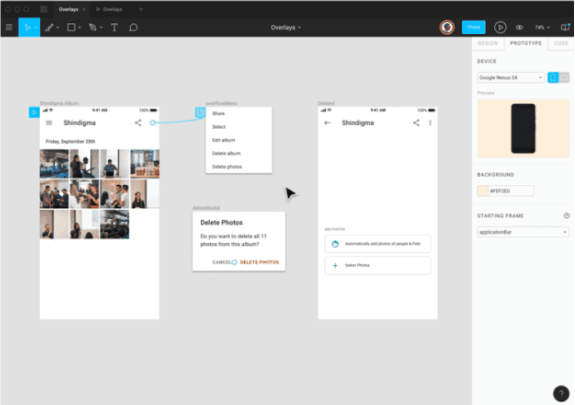 Overlays
Overlays
Overlays
Share
74%
DESIGN
PROTOTYPE
CODE
DEVICE
Google Nexus 5X
Preview
BACKGROUND
#FEF2E0
STARTING FRAME
applicationBar
?
Shindigma Album
9:41 AM
100%
Shindigma
Friday, September 28th
overflowMenu
Share
Select
Edit album
Delete album
Delete photos
deleteModal
Delete Photos
Do you want to delete all 11
photos from this album?
CANCEL
DELETE PHOTOS
Deleted
9:41 AM
100%
Shindigma
ADD PHOTOS
Automatically add photos of people & Pets
Select Photos